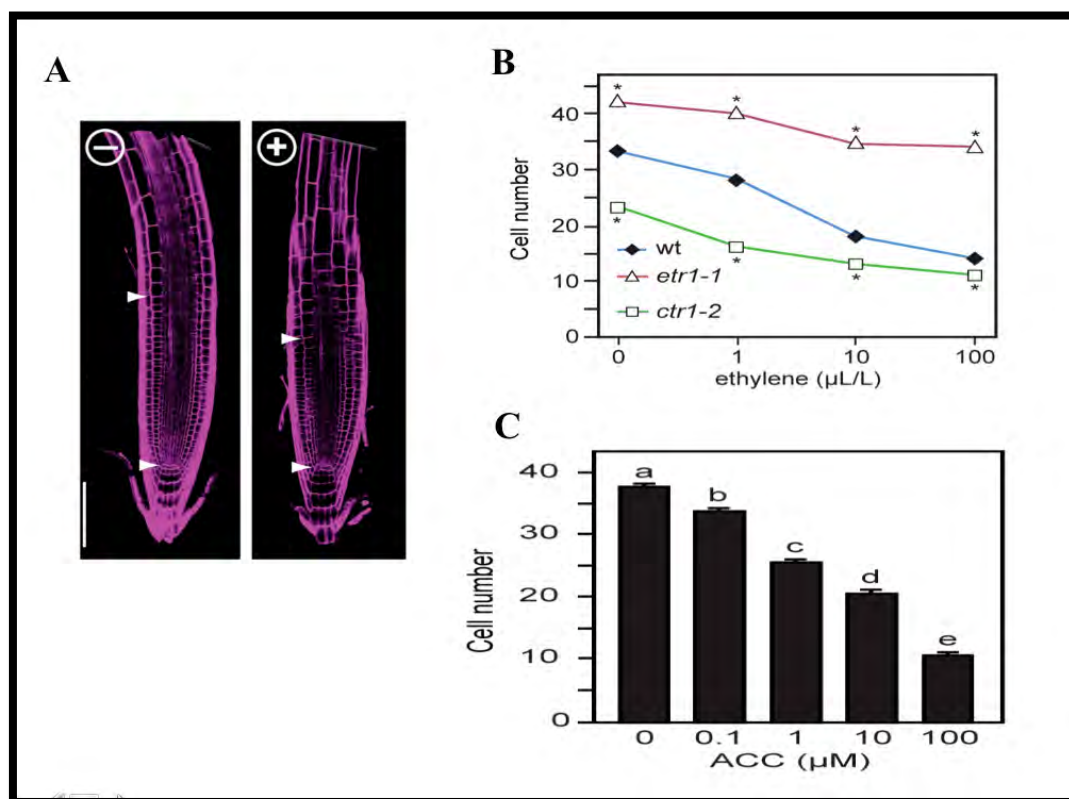 A
− +
B
Cell number
40
30
20
10
0
* * * *
wt
etr1-1
ctr1-2
* * * *
0 1 10 100
ethylene (µL/L)
C
Cell number
40
30
20
10
0
a b c d e
0 0.1 1 10 100
ACC (µM)